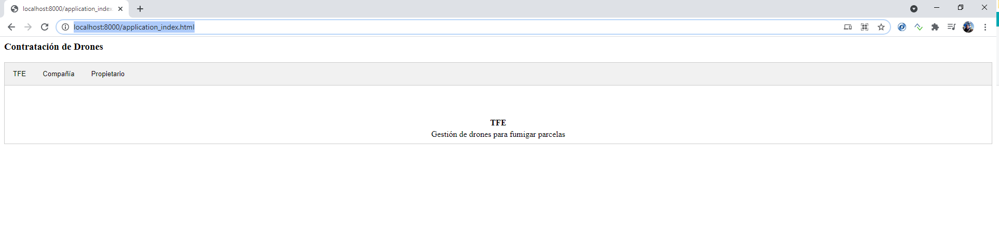 localhost:8000/application_index
localhost:8000/application_index.html
Contratación de Drones
TFE Compañía Propietario
TFE
Gestión de drones para fumigar parcelas